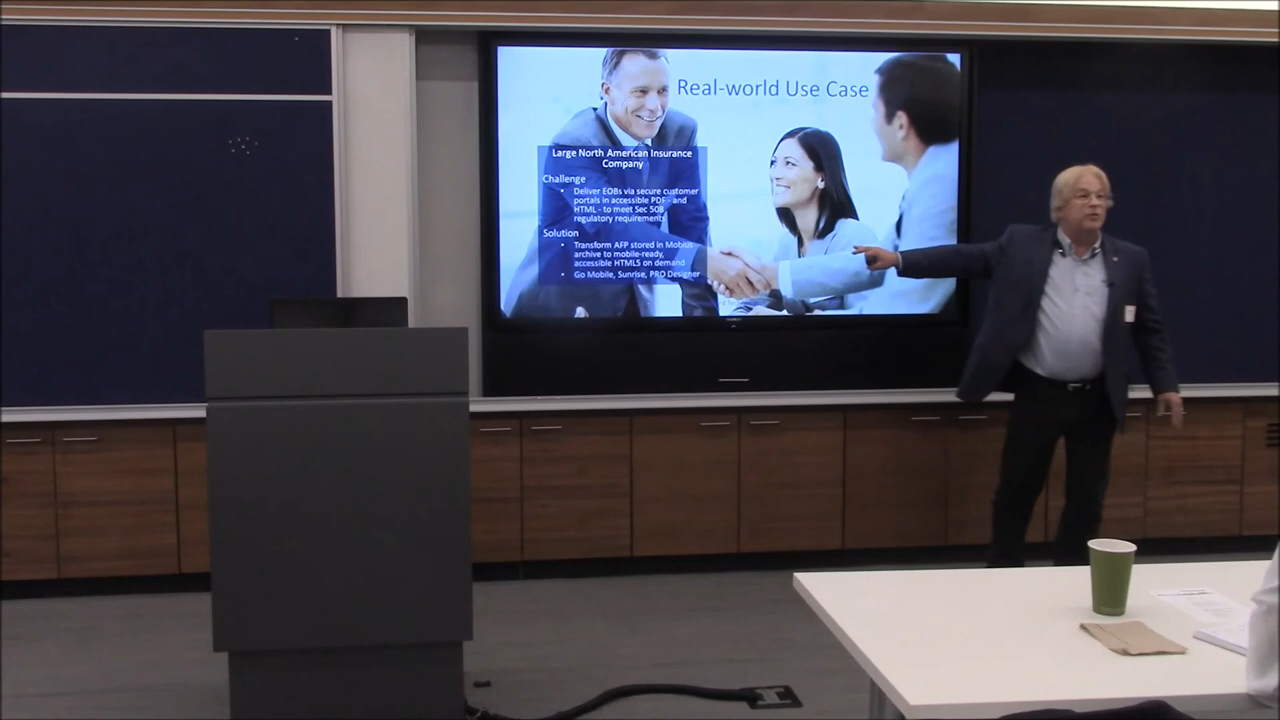 Real-world Use Case
Large North American Insurance
Company
Challenge
• Deliver EOBs via secure customer
portals in accessible PDF - and
HTML - to meet Sec 508
regulatory requirements
Solution
• Transform AFP stored in Mobius
archive to mobile-ready,
accessible HTML5 on demand
• Go Mobile, Sunrise, PRO Designer